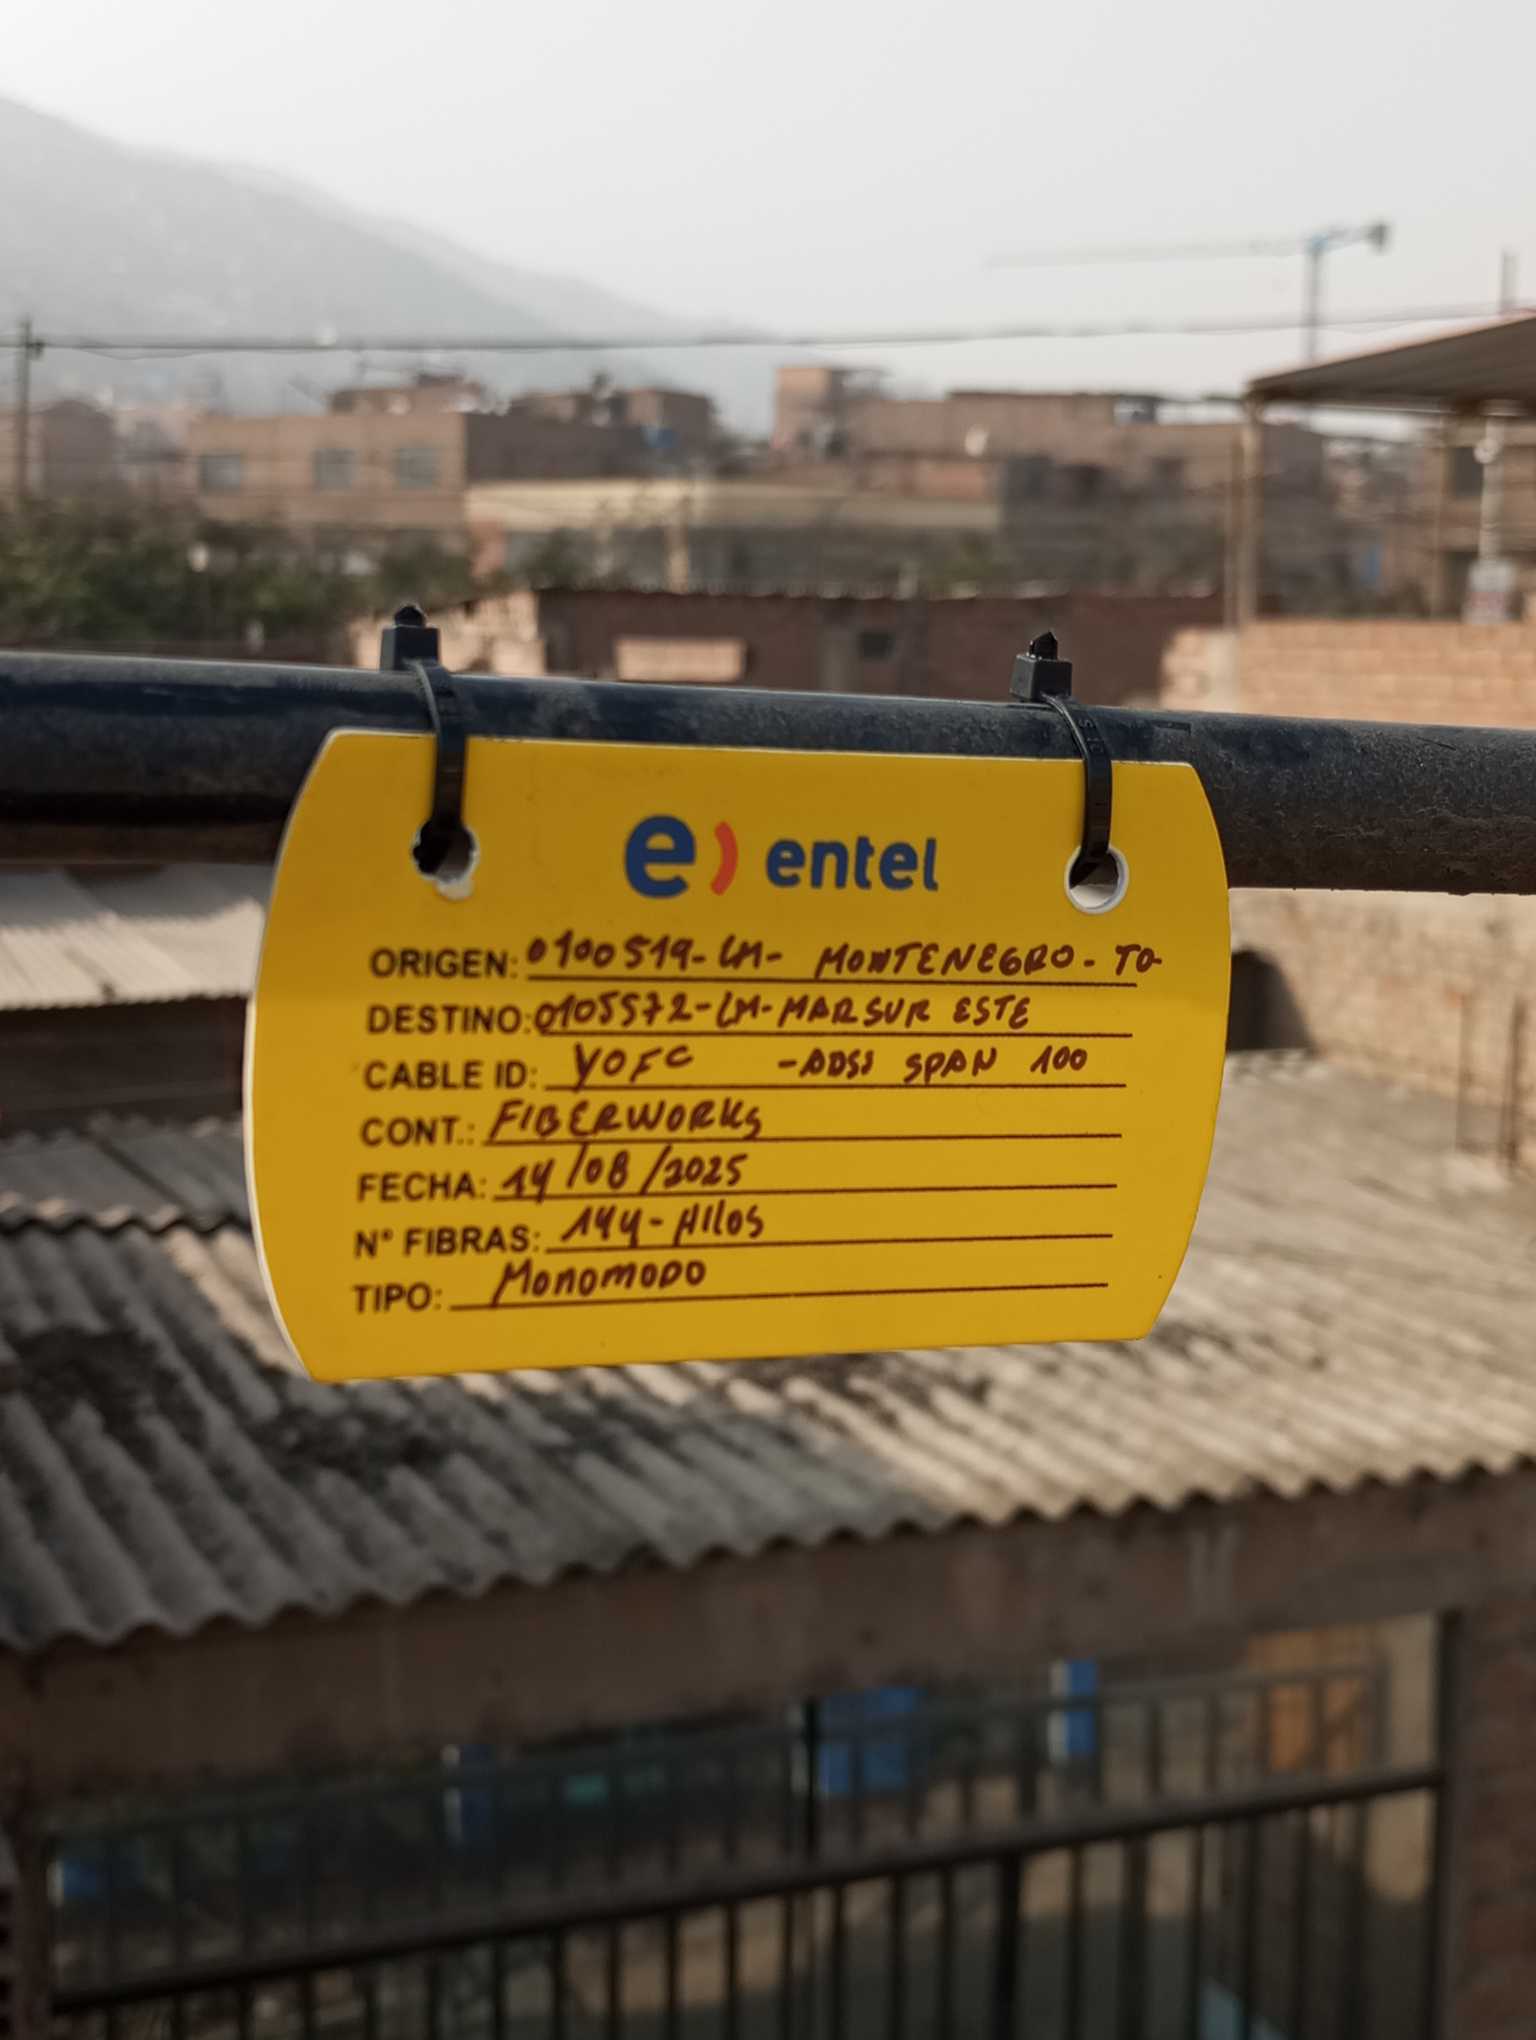 e) entel
ORIGEN: 0100519-LM- MONTENEGRO-TO
DESTINO: 0105572-LM-MARSUR ESTE
CABLE ID: YOFC -ADSS SPAN 100
CONT.: FIBERWORKS
FECHA: 14/08/2025
N° FIBRAS: 144-Hilos
TIPO: MONOMODO